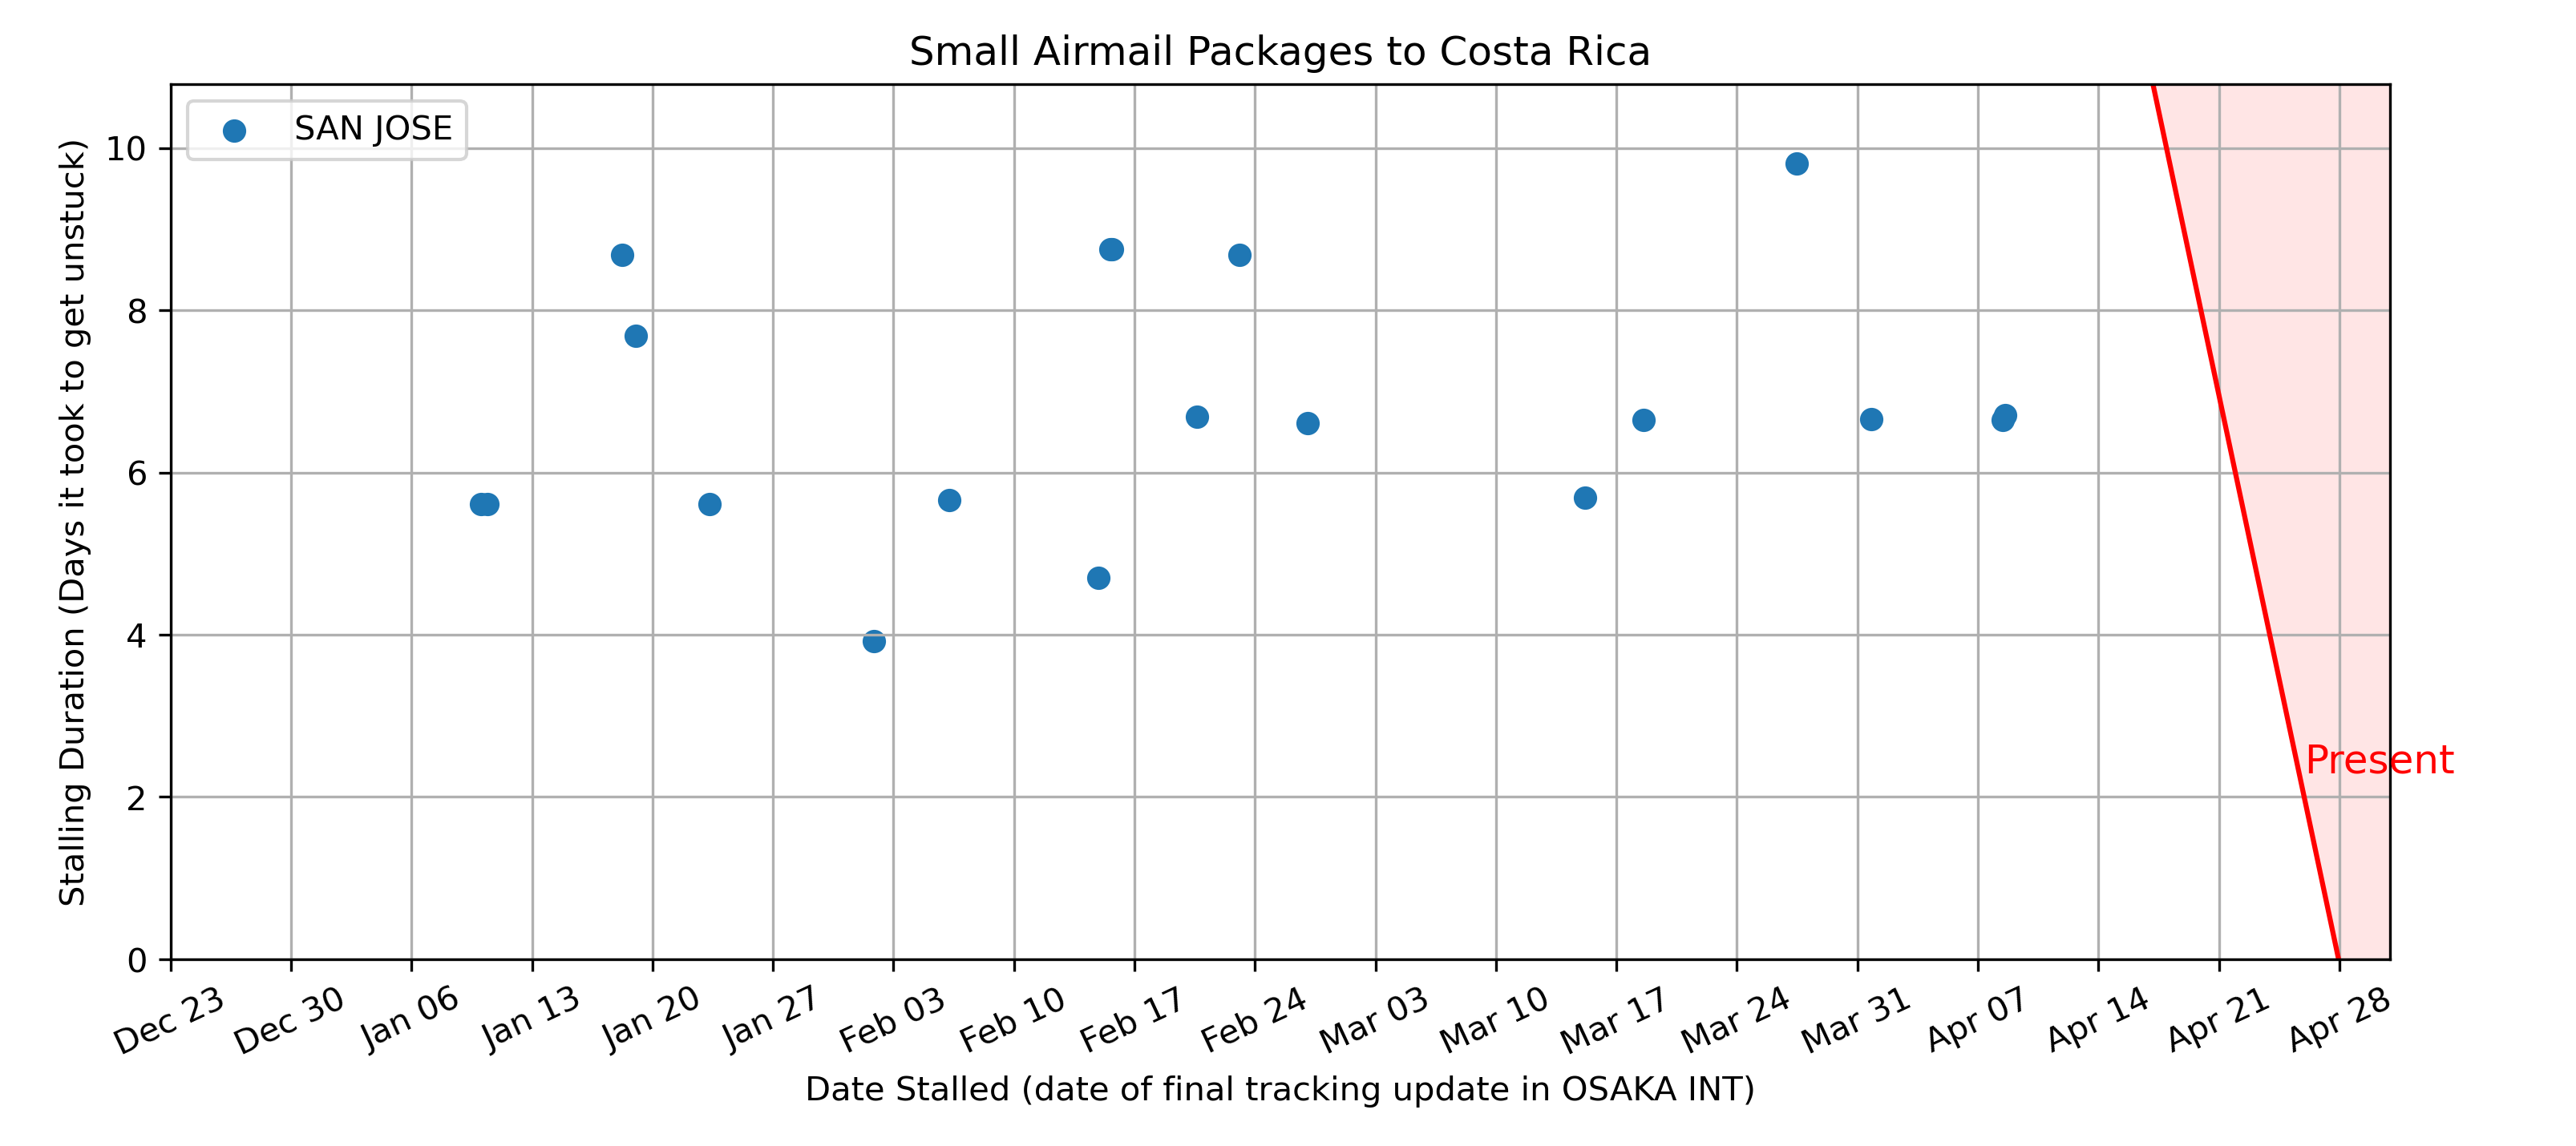 Small Airmail Packages to Costa Rica
SAN JOSE
Stalling Duration (Days it took to get unstuck)
10
8
6
4
2
0
Present
Dec 23 Dec 30 Jan 06 Jan 13 Jan 20 Jan 27 Feb 03 Feb 10 Feb 17 Feb 24 Mar 03 Mar 10 Mar 17 Mar 24 Mar 31 Apr 07 Apr 14 Apr 21 Apr 28
Date Stalled (date of final tracking update in OSAKA INT)